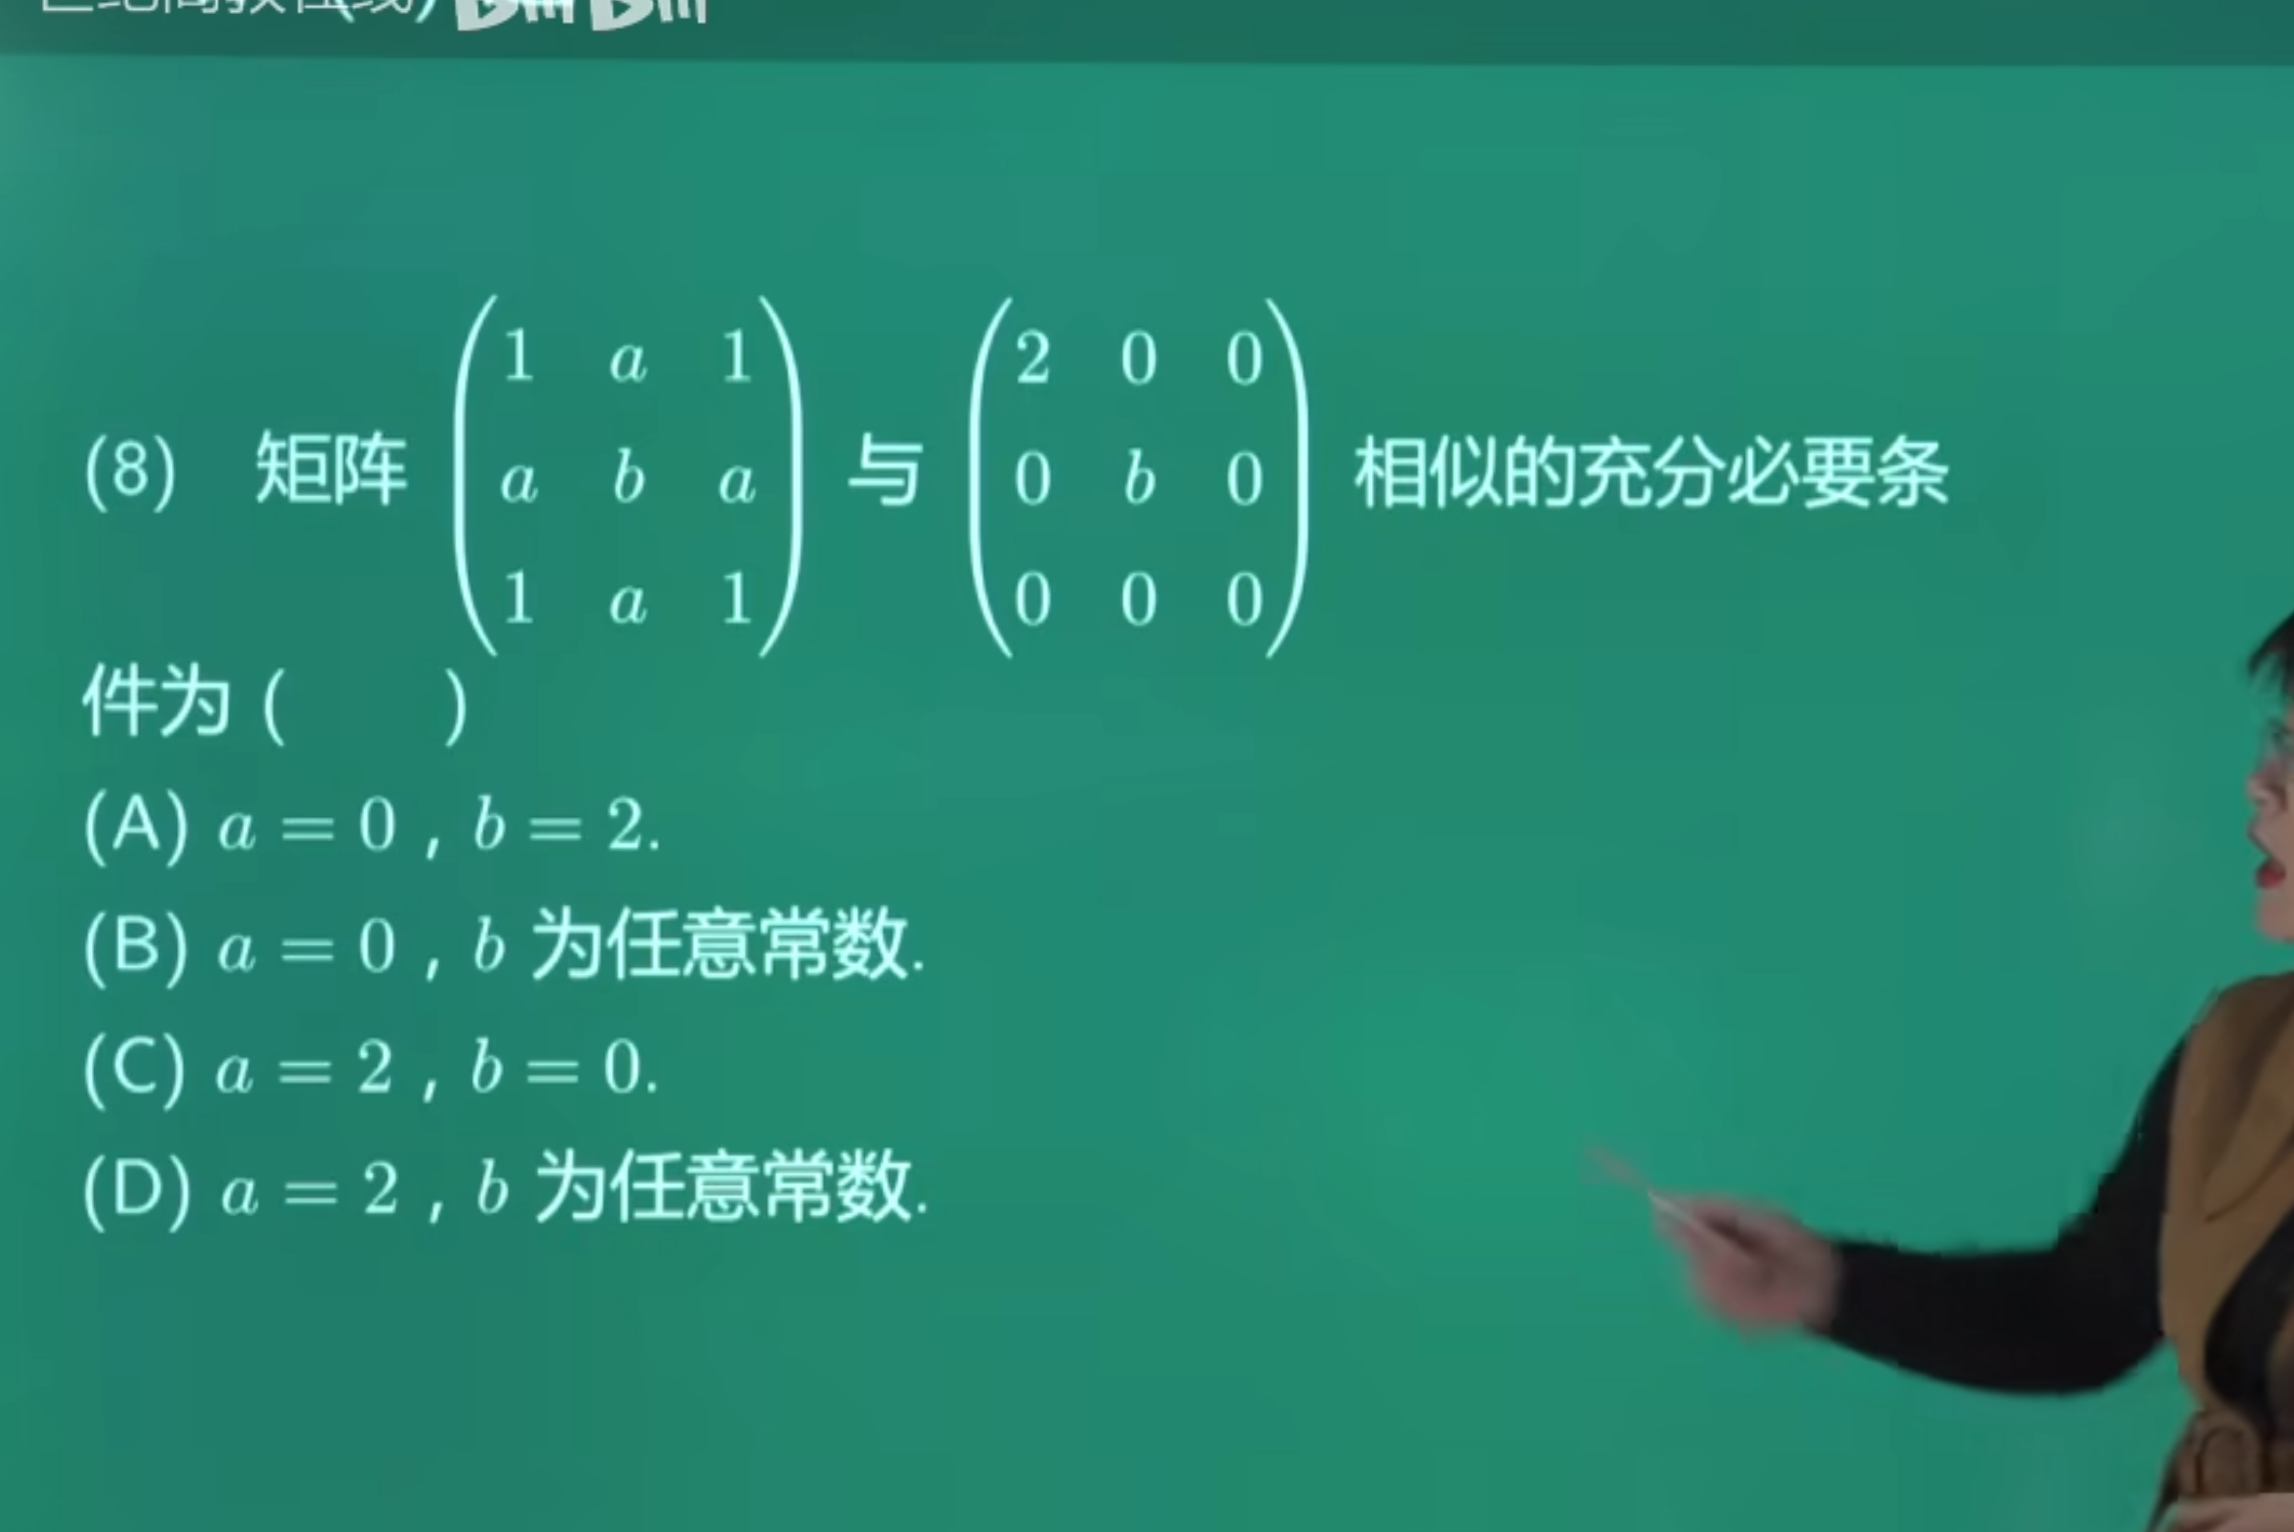 (8) 矩阵 $\begin{pmatrix} 1 & a & 1 \\ a & b & a \\ 1 & a & 1 \end{pmatrix}$ 与 $\begin{pmatrix} 2 & 0 & 0 \\ 0 & b & 0 \\ 0 & 0 & 0 \end{pmatrix}$ 相似的充分必要条
件为 ( )
(A) a = 0 , b = 2.
(B) a = 0 , b 为任意常数.
(C) a = 2 , b = 0.
(D) a = 2 , b 为任意常数.